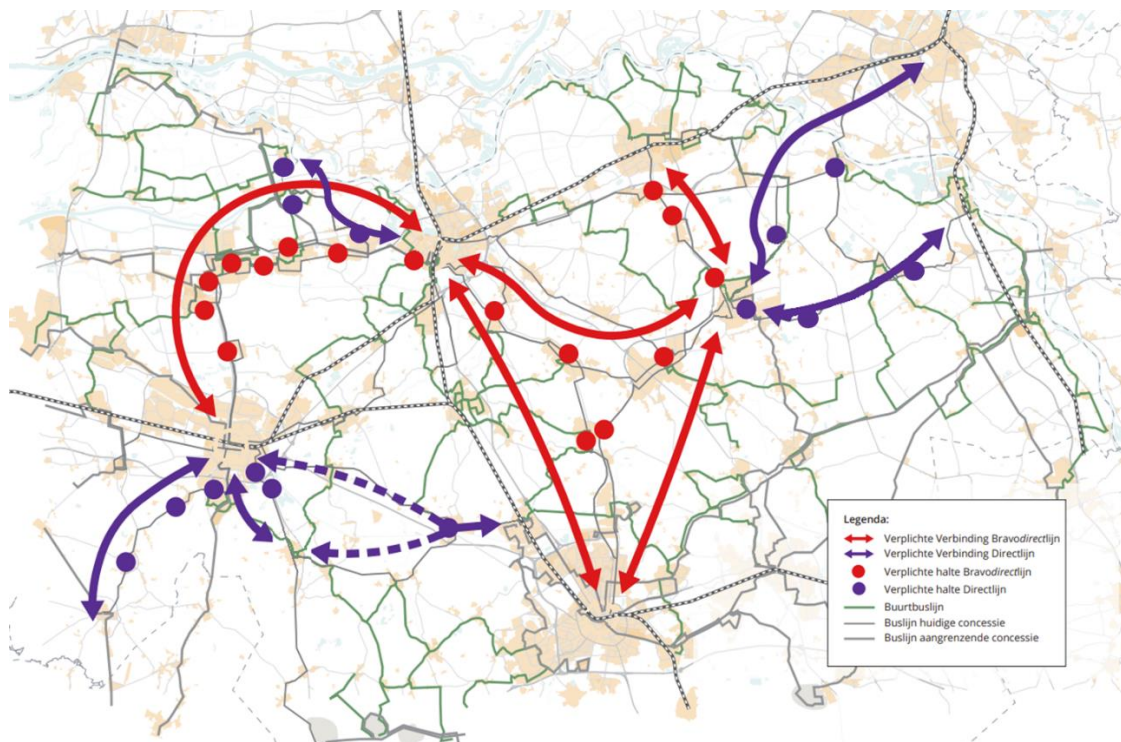 Legenda:
Verplichte Verbinding Bravodirectlijn
Verplichte Verbinding Directlijn
Verplichte halte Bravodirectlijn
Verplichte halte Directlijn
Buurtbuslijn
Buslijn huidige concessie
Buslijn aangrenzende concessie